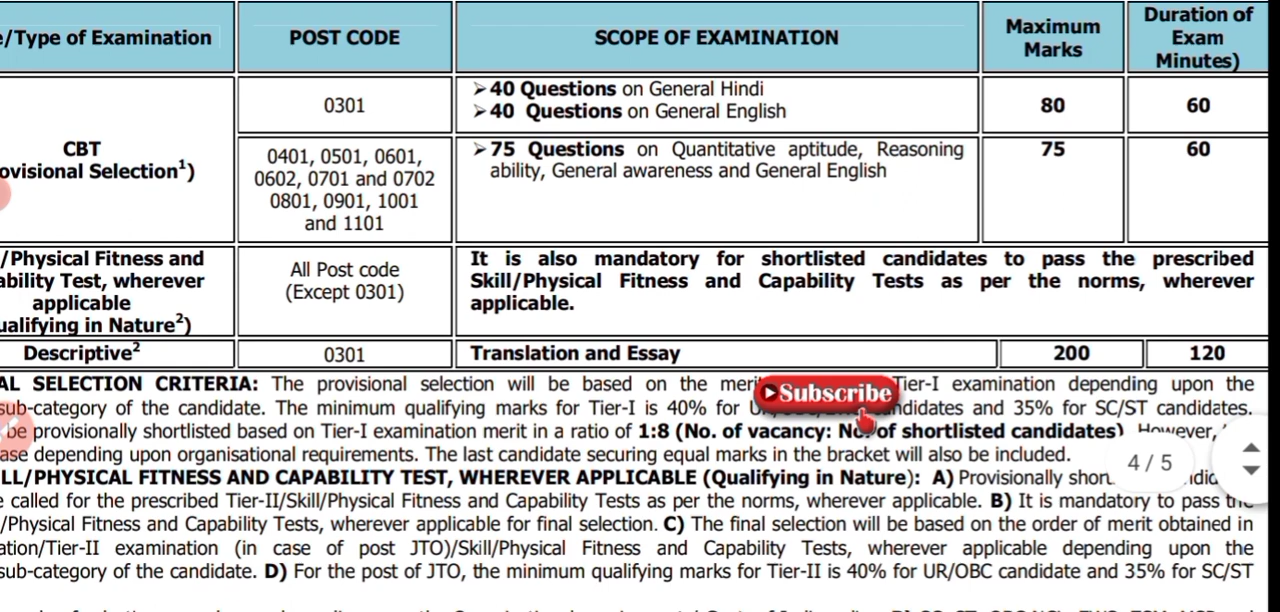 e/Type of Examination POST CODE SCOPE OF EXAMINATION Maximum Marks Duration of Exam Minutes)
CBT
ovisional Selection¹)
0301
➢40 Questions on General Hindi
➢40 Questions on General English
80
60
0401, 0501, 0601,
0602, 0701 and 0702
0801, 0901, 1001
and 1101
➢75 Questions on Quantitative aptitude, Reasoning
ability, General awareness and General English
75
60
/Physical Fitness and
ability Test, wherever
applicable
ualifying in Nature²)
All Post code
(Except 0301)
It is also mandatory for shortlisted candidates to pass the prescribed
Skill/Physical Fitness and Capability Tests as per the norms, wherever
applicable.
Descriptive² 0301 Translation and Essay 200 120
AL SELECTION CRITERIA: The provisional selection will be based on the Tier-I examination depending upon the
sub-category of the candidate. The minimum qualifying marks for Tier-I is 40% for and 35% for SC/ST candidates.
be provisionally shortlisted based on Tier-I examination merit in a ratio of 1:8 (No. of vacancy: No. of shortlisted candidates). However,
ase depending upon organisational requirements. The last candidate securing equal marks in the bracket will also be included.
Subscribe
4 / 5
LL/PHYSICAL FITNESS AND CAPABILITY TEST, WHEREVER APPLICABLE (Qualifying in Nature): A) Provisionally
e called for the prescribed Tier-II/Skill/Physical Fitness and Capability Tests as per the norms, wherever applicable. B) It is mandatory to pass the
/Physical Fitness and Capability Tests, wherever applicable for final selection. C) The final selection will be based on the order of merit obtained in
ation/Tier-II examination (in case of post JTO)/Skill/Physical Fitness and Capability Tests, wherever applicable depending upon the
sub-category of the candidate. D) For the post of JTO, the minimum qualifying marks for Tier-II is 40% for UR/OBC candidate and 35% for SC/ST